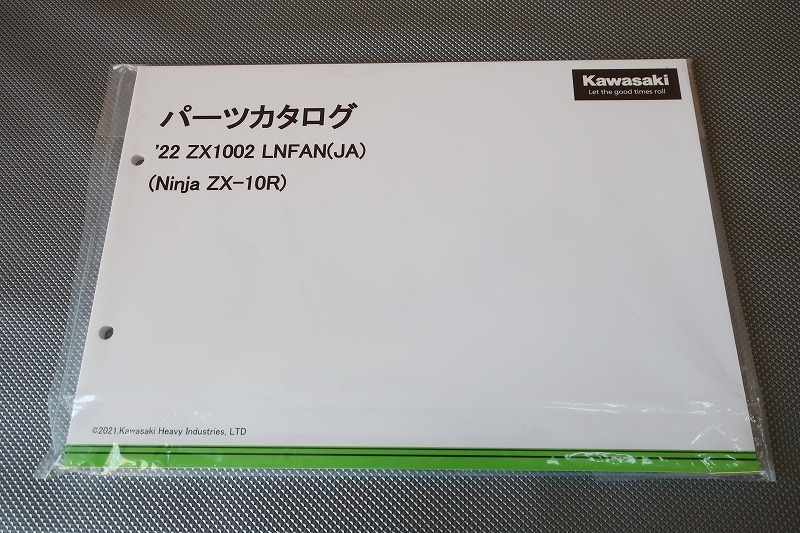 Kawasaki
Let the good times roll
パーツカタログ
'22 ZX1002 LNFAN(JA)
(Ninja ZX-10R)
©2021,Kawasaki Heavy Industries, LTD